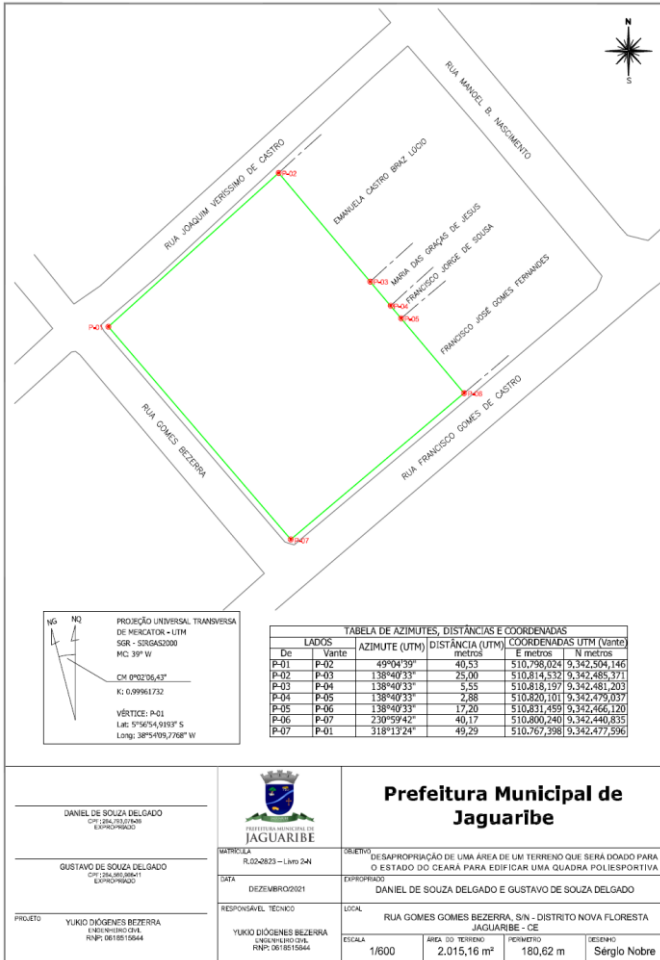 N
S
RUA MANOEL B. NASCIMENTO
RUA JOAQUIM VERÍSSIMO DE CASTRO
P-02
EMANUELA CASTRO BRAZ LÚCIO
P-03
MARIA DAS GRAÇAS DE JESUS
P-04
FRANCISCO JORGE DE SOUSA
P-05
FRANCISCO JOSÉ GOMES FERNANDES
P-01
P-06
RUA FRANCISCO GOMES DE CASTRO
RUA GOMES BEZERRA
P-07
NG NQ
PROJEÇÃO UNIVERSAL TRANSVERSA
DE MERCATOR - UTM
SGR - SIRGAS2000
MC: 39° W
CM 0°02'06,43"
K: 0.99961732
VÉRTICE: P-01
Lat: 5°56'54,9193" S
Long: 38°54'09,7768" W
TABELA DE AZIMUTES, DISTÂNCIAS E COORDENADAS
LADOS AZIMUTE (UTM) DISTÂNCIA (UTM) metros COORDENADAS UTM (Vante)
De Vante E metros N metros
P-01 P-02 49°04'39" 40,53 510.798,024 9.342.504,146
P-02 P-03 138°40'33" 25,00 510.814,532 9.342.485,371
P-03 P-04 138°40'33" 5,55 510.818,197 9.342.481,203
P-04 P-05 138°40'33" 2,88 510.820,101 9.342.479,037
P-05 P-06 138°40'33" 17,20 510.831,459 9.342.466,120
P-06 P-07 230°59'42" 40,17 510.800,240 9.342.440,835
P-07 P-01 318°13'24" 49,29 510.767,398 9.342.477,596
DANIEL DE SOUZA DELGADO
EXPROPRIADO
GUSTAVO DE SOUZA DELGADO
EXPROPRIADO
PROJETO
YUKIO DIÓGENES BEZERRA
ENGENHEIRO CIVIL
RNP: 0618515644
PREFEITURA MUNICIPAL DE
JAGUARIBE
MATRÍCULA
R.02-2823 – Livro 2-N
DATA
DEZEMBRO/2021
RESPONSÁVEL TÉCNICO
YUKIO DIÓGENES BEZERRA
ENGENHEIRO CIVIL
RNP: 0618515644
Prefeitura Municipal de
Jaguaribe
OBJETIVO
DESAPROPRIAÇÃO DE UMA ÁREA DE UM TERRENO QUE SERÁ DOADO PARA
O ESTADO DO CEARÁ PARA EDIFICAR UMA QUADRA POLIESPORTIVA
EXPROPRIADO
DANIEL DE SOUZA DELGADO E GUSTAVO DE SOUZA DELGADO
LOCAL
RUA GOMES GOMES BEZERRA, S/N - DISTRITO NOVA FLORESTA
JAGUARIBE - CE
ESCALA
1/600
ÁREA DO TERRENO
2.015,16 m²
PERÍMETRO
180,62 m
DESENHO
Sérgio Nobre